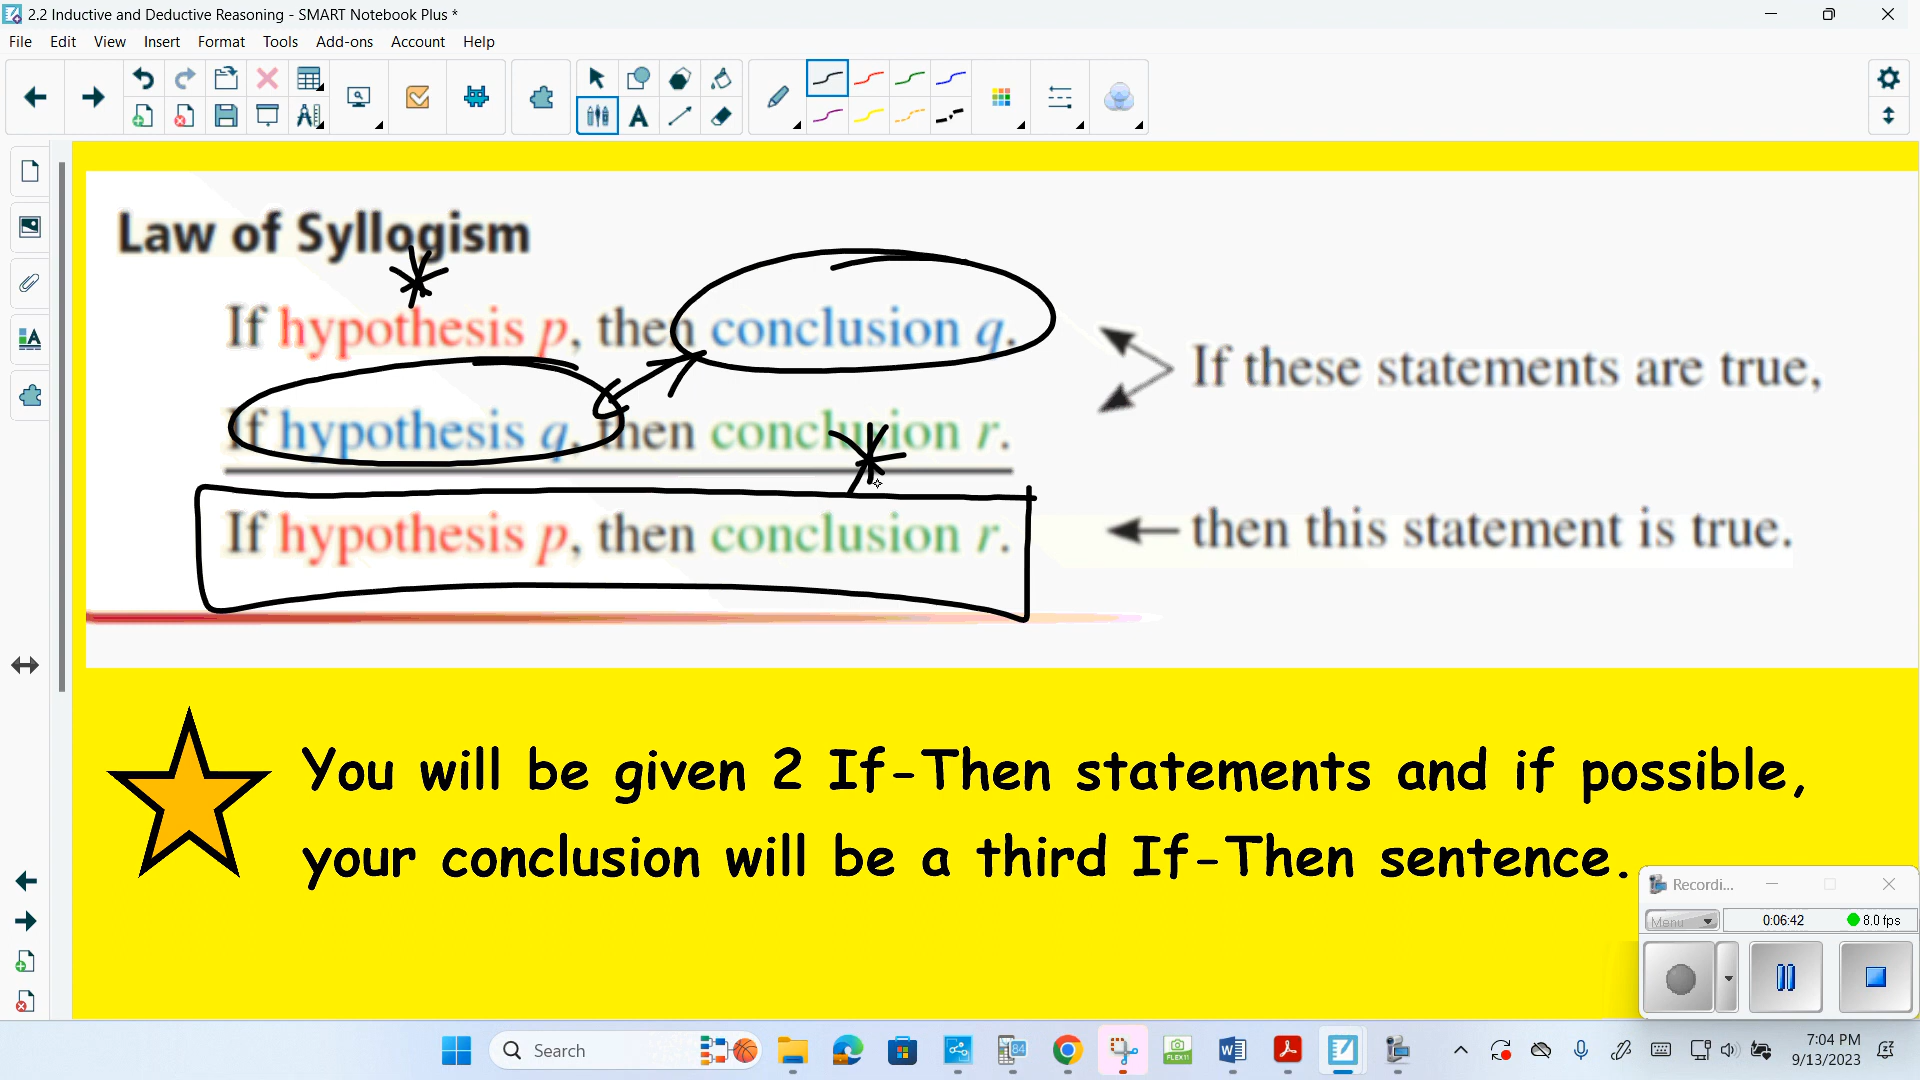 2.2 Inductive and Deductive Reasoning - SMART Notebook Plus *
File Edit View Insert Format Tools Add-ons Account Help
Law of Syllogism
If hypothesis p, then conclusion q.
If these statements are true,
If hypothesis q, then conclusion r.
If hypothesis p, then conclusion r.
then this statement is true.
You will be given 2 If-Then statements and if possible,
your conclusion will be a third If-Then sentence.
Recordi...
Menu 0:06:42 8.0 fps
Search
7:04 PM
9/13/2023